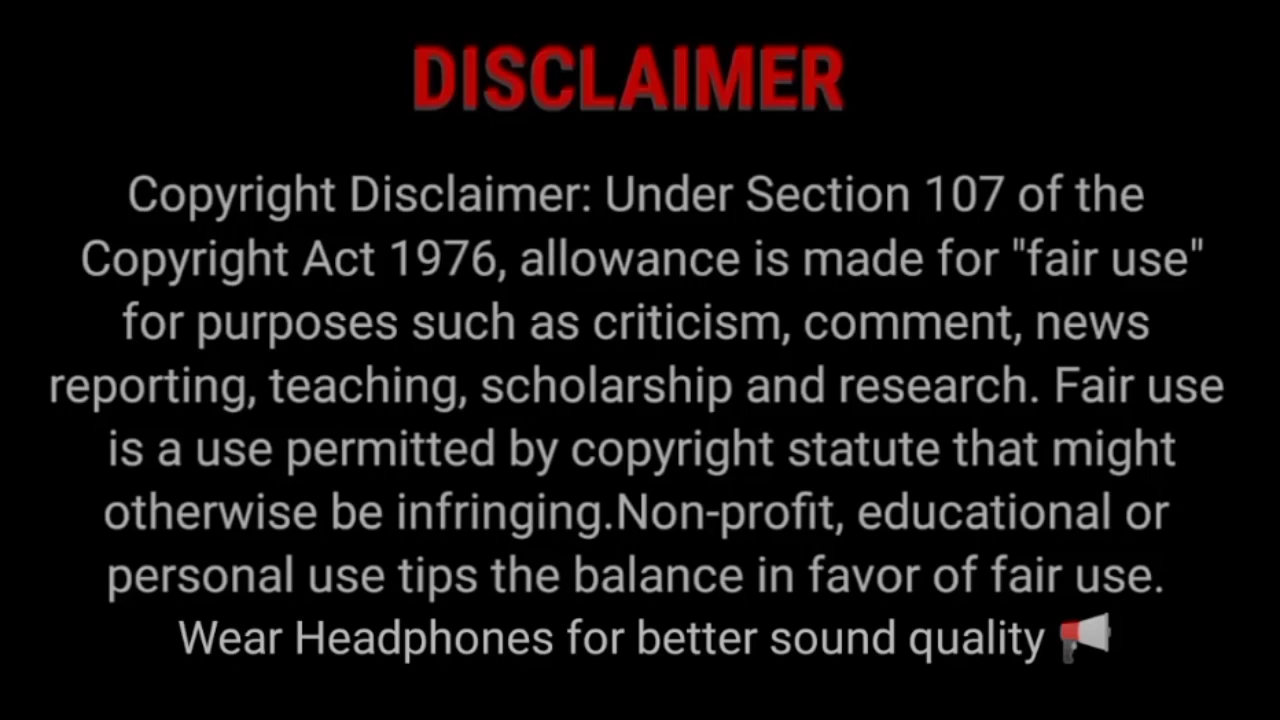 DISCLAIMER
Copyright Disclaimer: Under Section 107 of the
Copyright Act 1976, allowance is made for "fair use"
for purposes such as criticism, comment, news
reporting, teaching, scholarship and research. Fair use
is a use permitted by copyright statute that might
otherwise be infringing.Non-profit, educational or
personal use tips the balance in favor of fair use.
Wear Headphones for better sound quality 📢